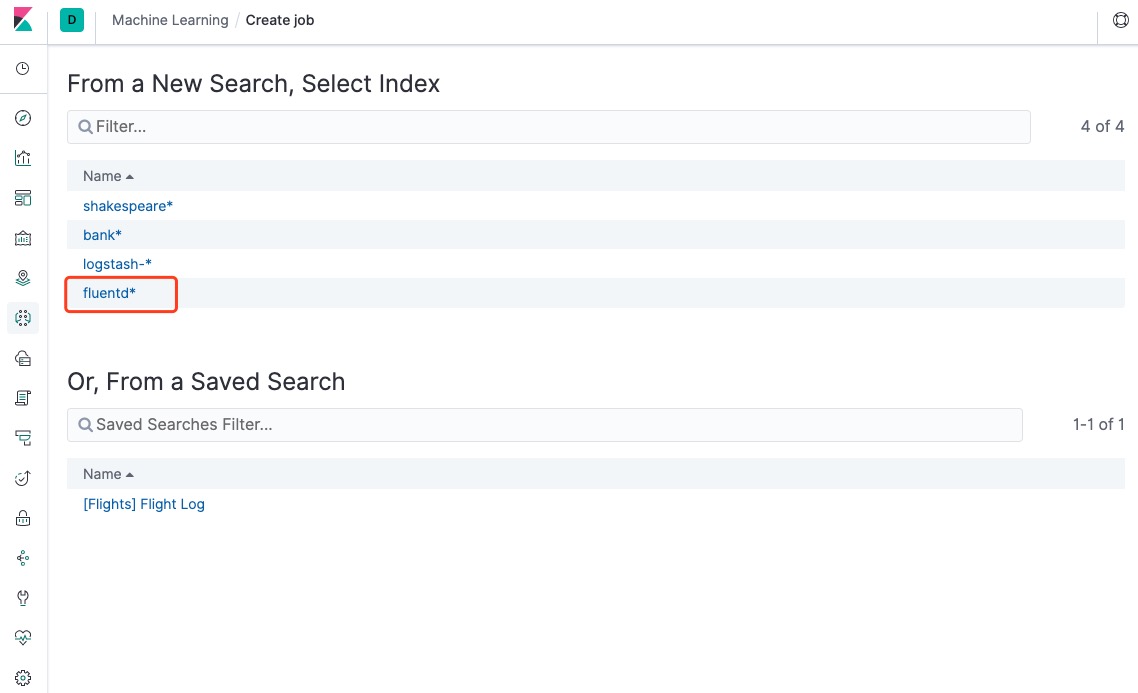 D Machine Learning / Create job
From a New Search, Select Index
Filter... 4 of 4
Name
shakespeare*
bank*
logstash-*
fluentd*
Or, From a Saved Search
Saved Searches Filter... 1-1 of 1
Name
[Flights] Flight Log